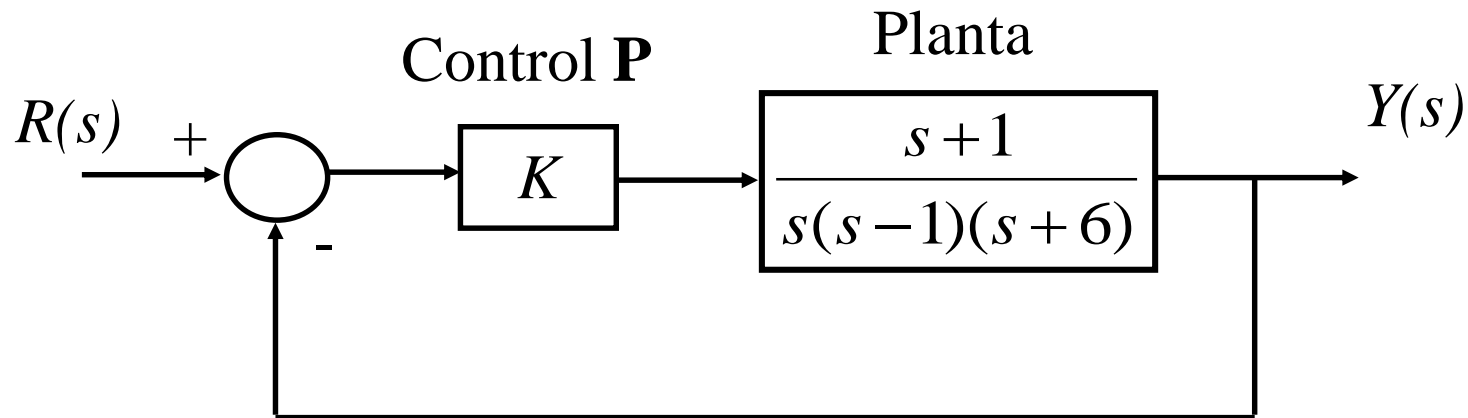 Planta
Control P
R(s)
+
K
s+1
s(s−1)(s+6)
Y(s)
-